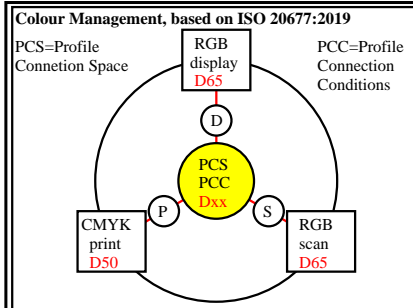 Colour Management, based on ISO 20677:2019
PCS=Profile
Connetion Space
PCC=Profile
Connection
Conditions
RGB
display
D65
D
PCS
PCC
Dxx
P
S
CMYK
print
D50
RGB
scan
D65